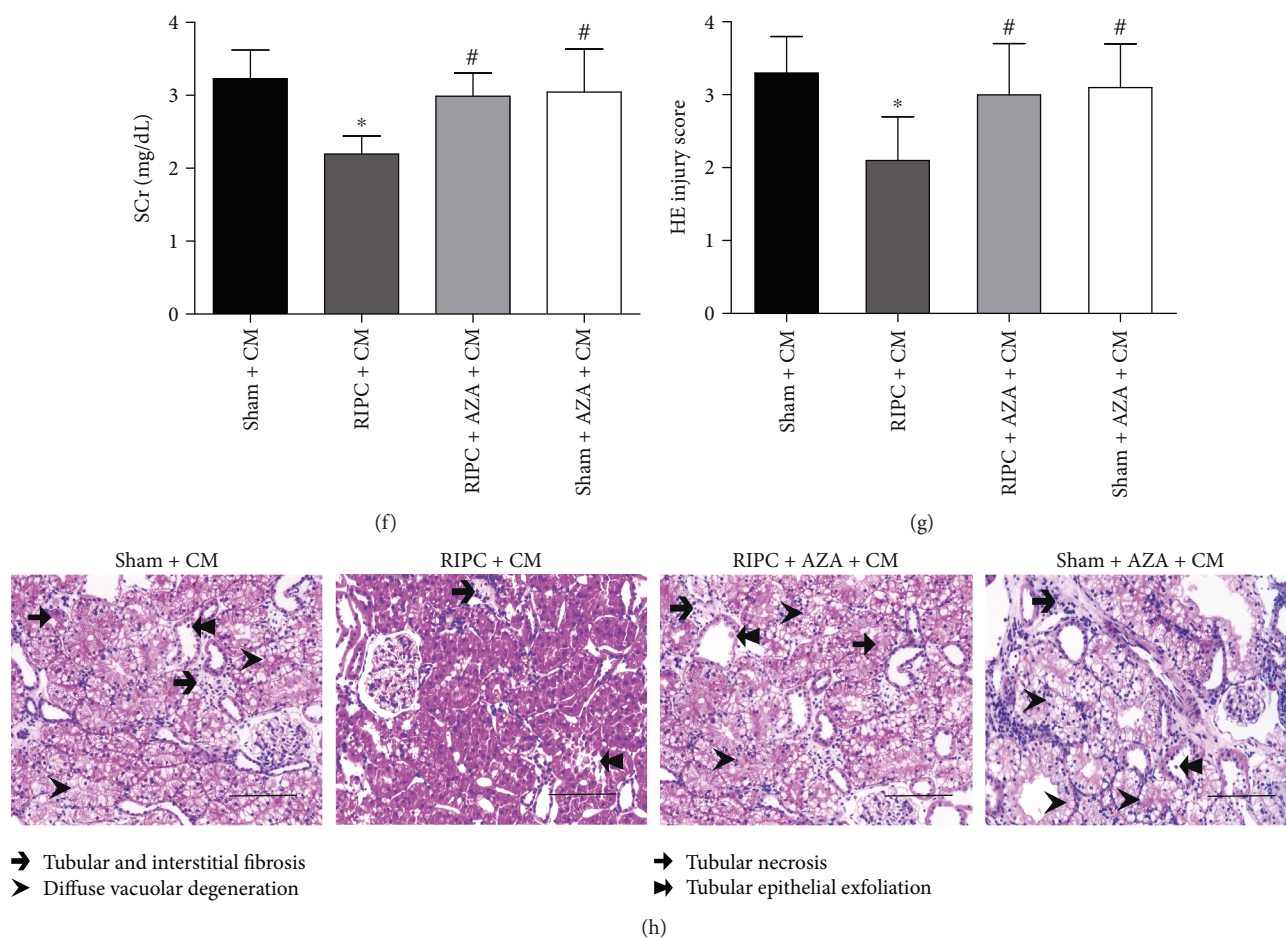 4
3
2
1
0
SCr (mg/dL)
*
#
#
Sham + CM
RIPC + CM
RIPC + AZA + CM
Sham + AZA + CM
(f)
4
3
2
1
0
HE injury score
*
#
#
Sham + CM
RIPC + CM
RIPC + AZA + CM
Sham + AZA + CM
(g)
Sham + CM
RIPC + CM
RIPC + AZA + CM
Sham + AZA + CM
Tubular and interstitial fibrosis
Diffuse vacuolar degeneration
Tubular necrosis
Tubular epithelial exfoliation
(h)